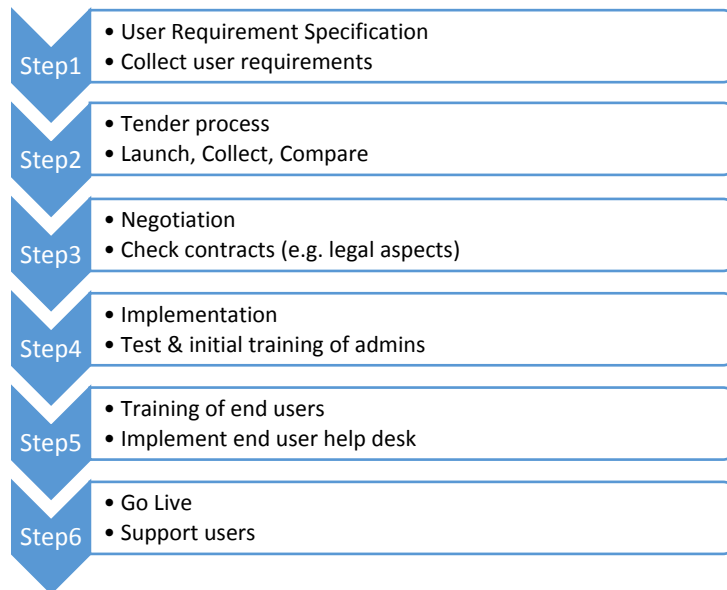 Step1
• User Requirement Specification
• Collect user requirements
Step2
• Tender process
• Launch, Collect, Compare
Step3
• Negotiation
• Check contracts (e.g. legal aspects)
Step4
• Implementation
• Test & initial training of admins
Step5
• Training of end users
• Implement end user help desk
Step6
• Go Live
• Support users